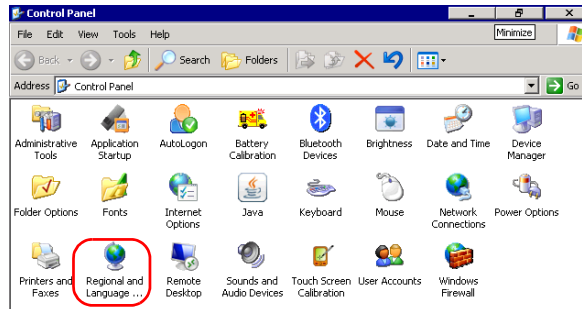 Control Panel
File Edit View Tools Help
Minimize
Back Search Folders
Address Control Panel Go
Administrative Tools
Application Startup
AutoLogon
Battery Calibration
Bluetooth Devices
Brightness
Date and Time
Device Manager
Folder Options
Fonts
Internet Options
Java
Keyboard
Mouse
Network Connections
Power Options
Printers and Faxes
Regional and Language ...
Remote Desktop
Sounds and Audio Devices
Touch Screen Calibration
User Accounts
Windows Firewall